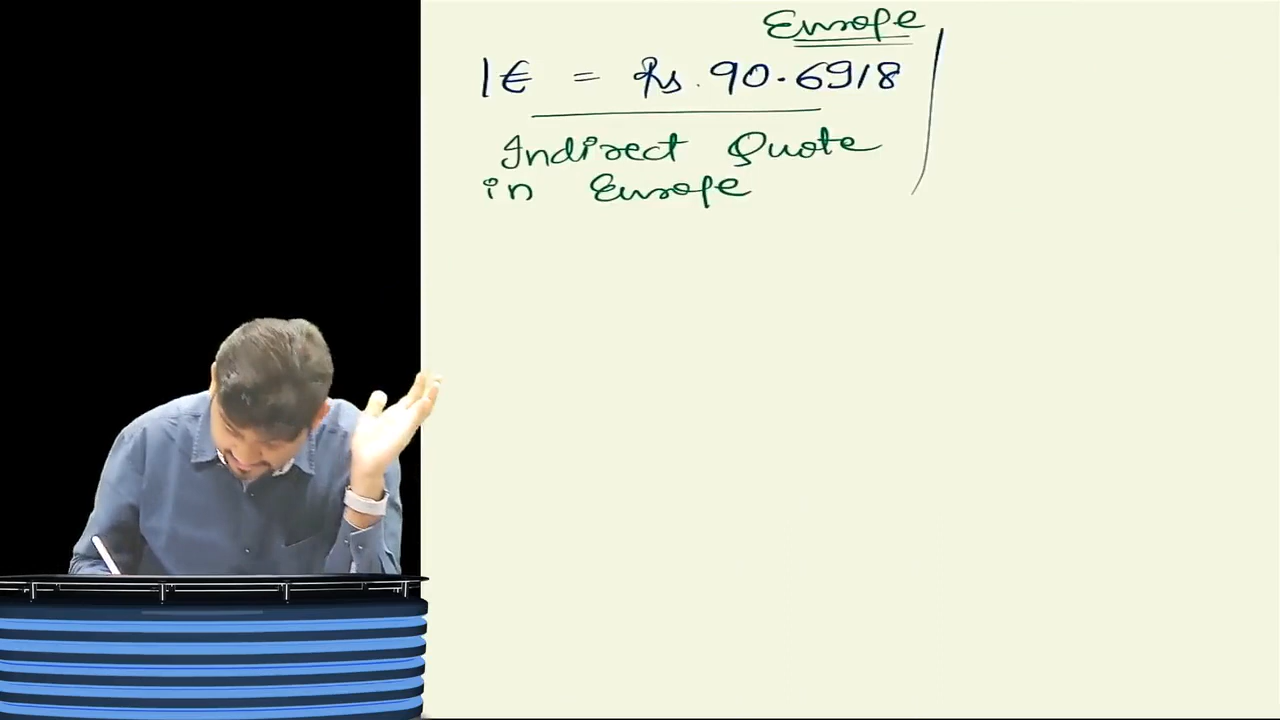 Europe
1€ = Rs. 90.6918
Indirect Quote
in Europe